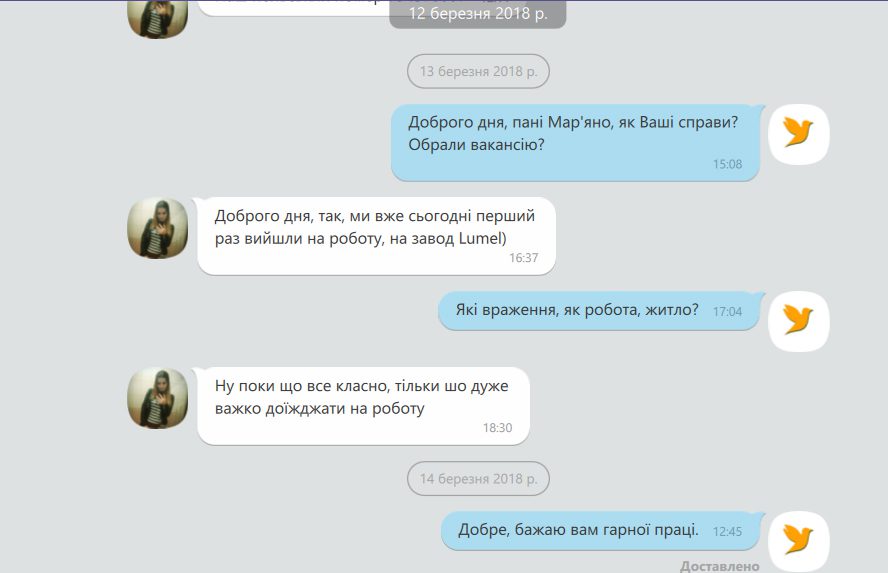 12 березня 2018 р.
13 березня 2018 р.
Доброго дня, пані Мар'яно, як Ваші справи?
Обрали вакансію?
15:08
Доброго дня, так, ми вже сьогодні перший
раз вийшли на роботу, на завод Lumel)
16:37
Які враження, як робота, житло? 17:04
Ну поки що все класно, тільки шо дуже
важко доїжджати на роботу
18:30
14 березня 2018 р.
Добре, бажаю вам гарної праці. 12:45
Доставлено